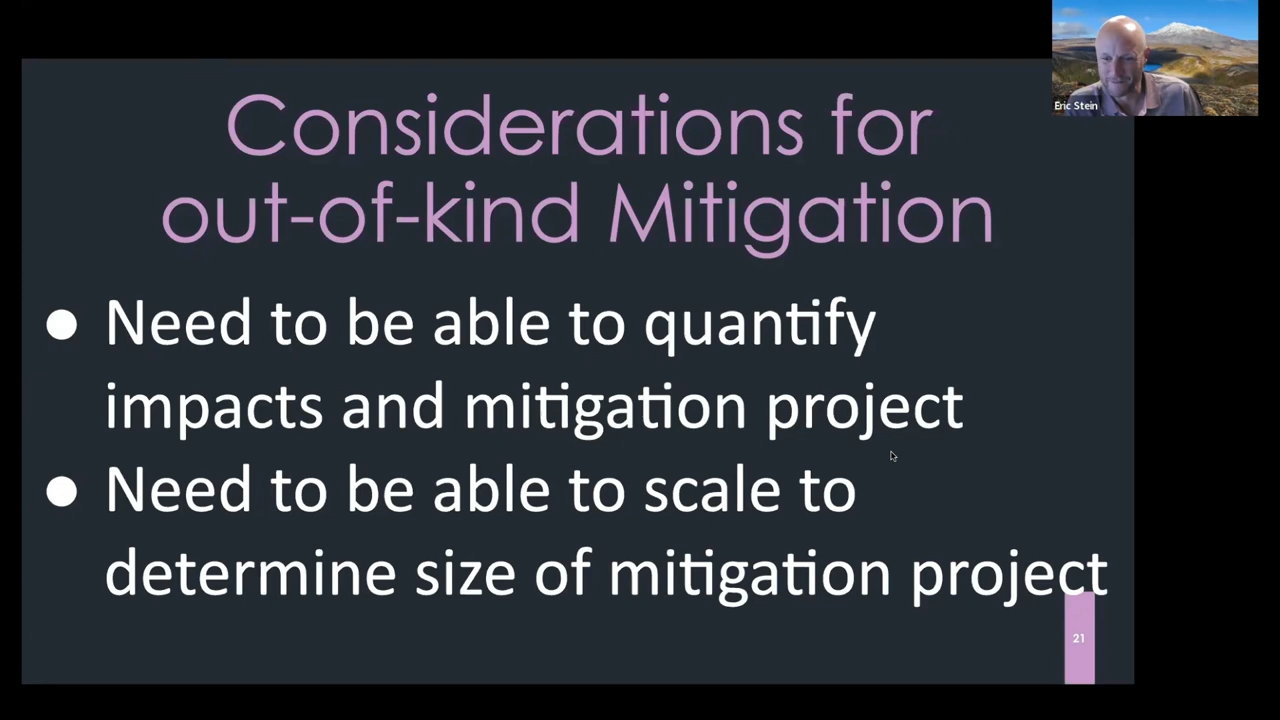 Eric Stein
Considerations for
out-of-kind Mitigation
● Need to be able to quantify
impacts and mitigation project
● Need to be able to scale to
determine size of mitigation project
21